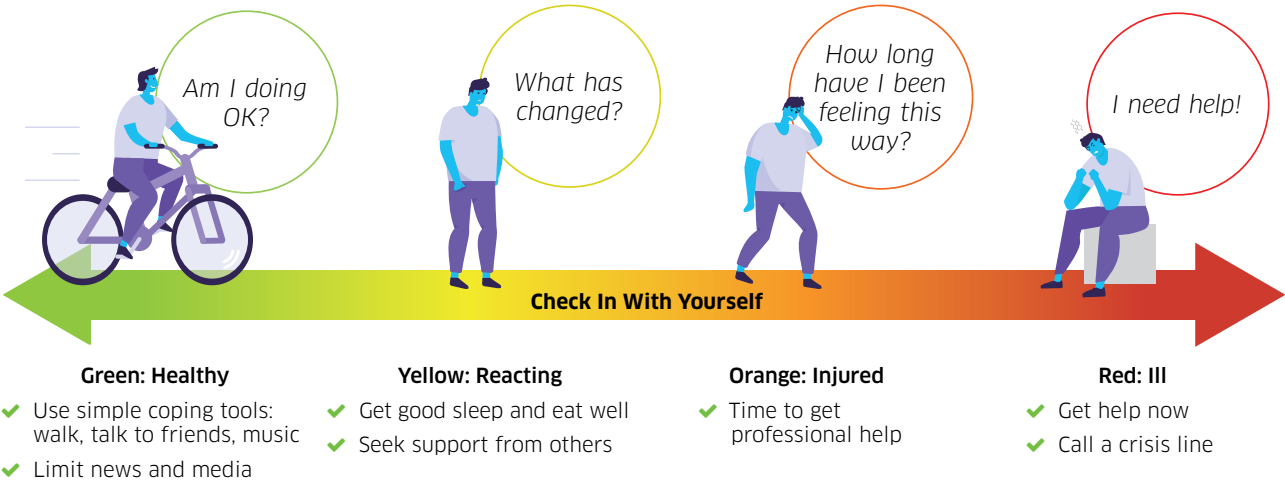 Am I doing
OK?
What has
changed?
How long
have I been
feeling this
way?
I need help!
Check In With Yourself
Green: Healthy
Use simple coping tools:
walk, talk to friends, music
Limit news and media
Yellow: Reacting
Get good sleep and eat well
Seek support from others
Orange: Injured
Time to get
professional help
Red: Ill
Get help now
Call a crisis line